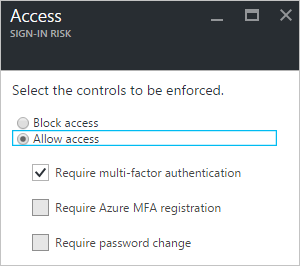 Access
SIGN-IN RISK
Select the controls to be enforced.
Block access
Allow access
Require multi-factor authentication
Require Azure MFA registration
Require password change